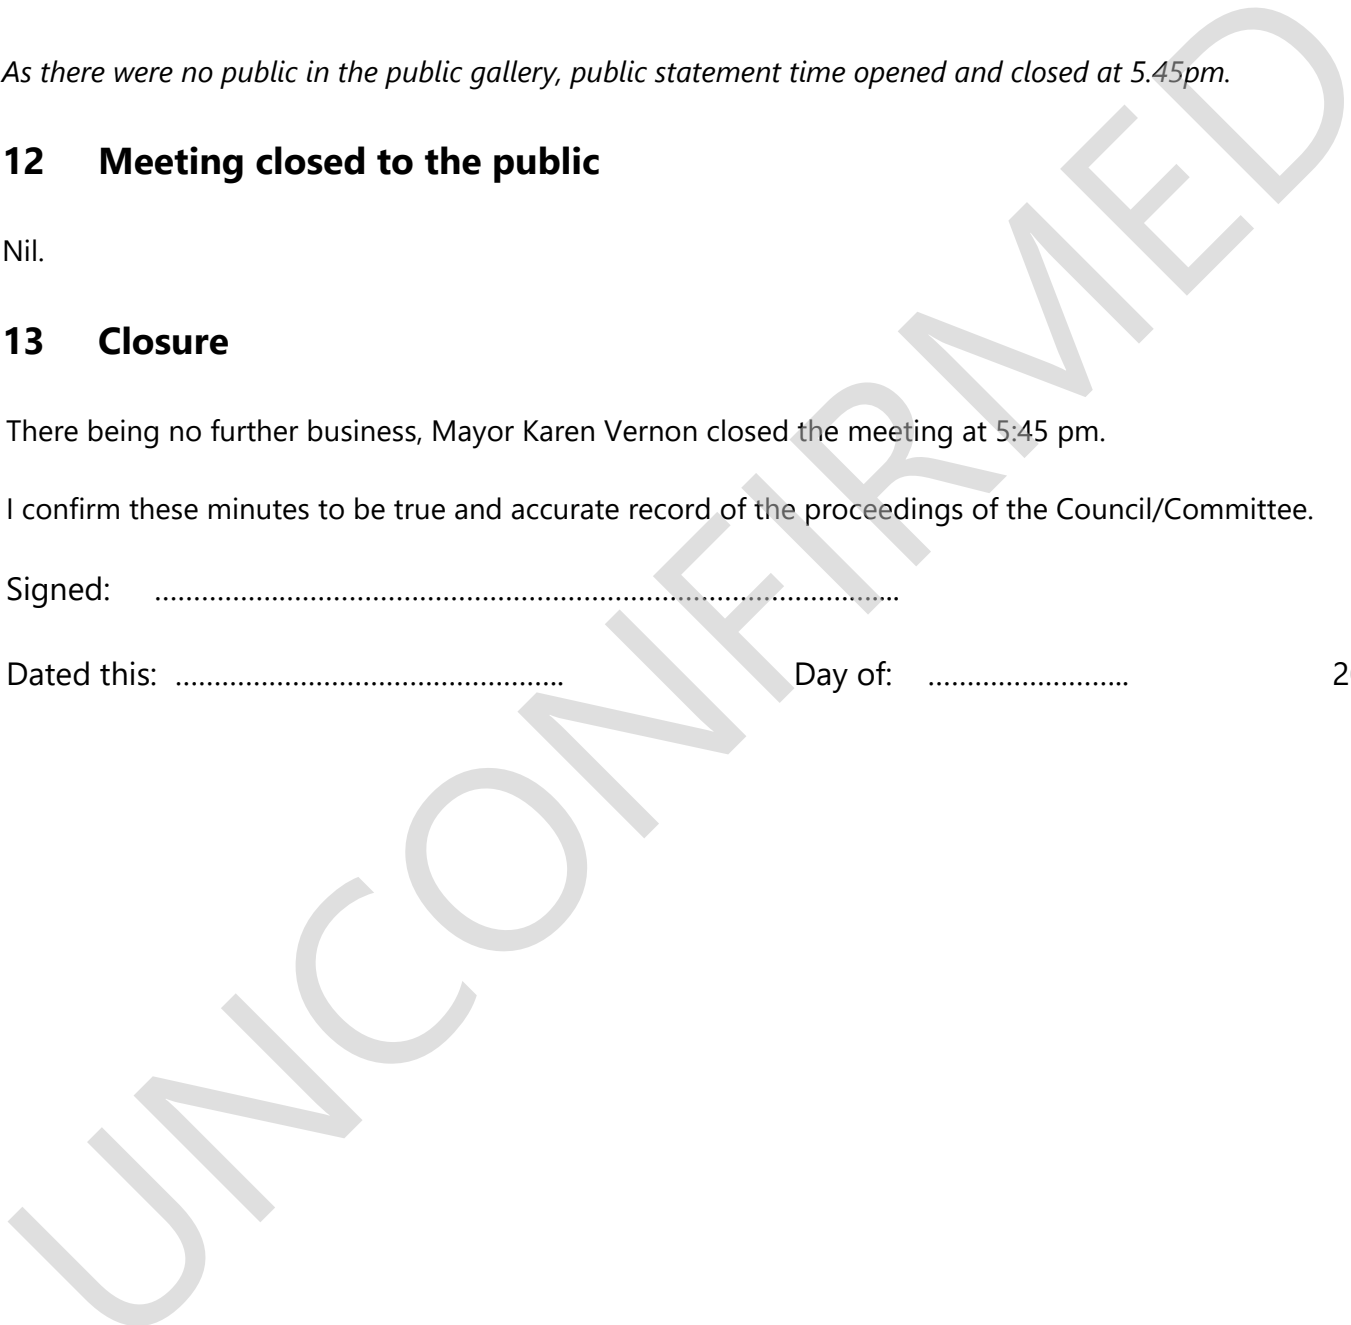 As there were no public in the public gallery, public statement time opened and closed at 5.45pm.
12 Meeting closed to the public
Nil.
13 Closure
There being no further business, Mayor Karen Vernon closed the meeting at 5:45 pm.
I confirm these minutes to be true and accurate record of the proceedings of the Council/Committee.
Signed: ………………………………………………………………………………...
Dated this: ………………………………………….. Day of: …………………….. 2
UNCONFIRMED